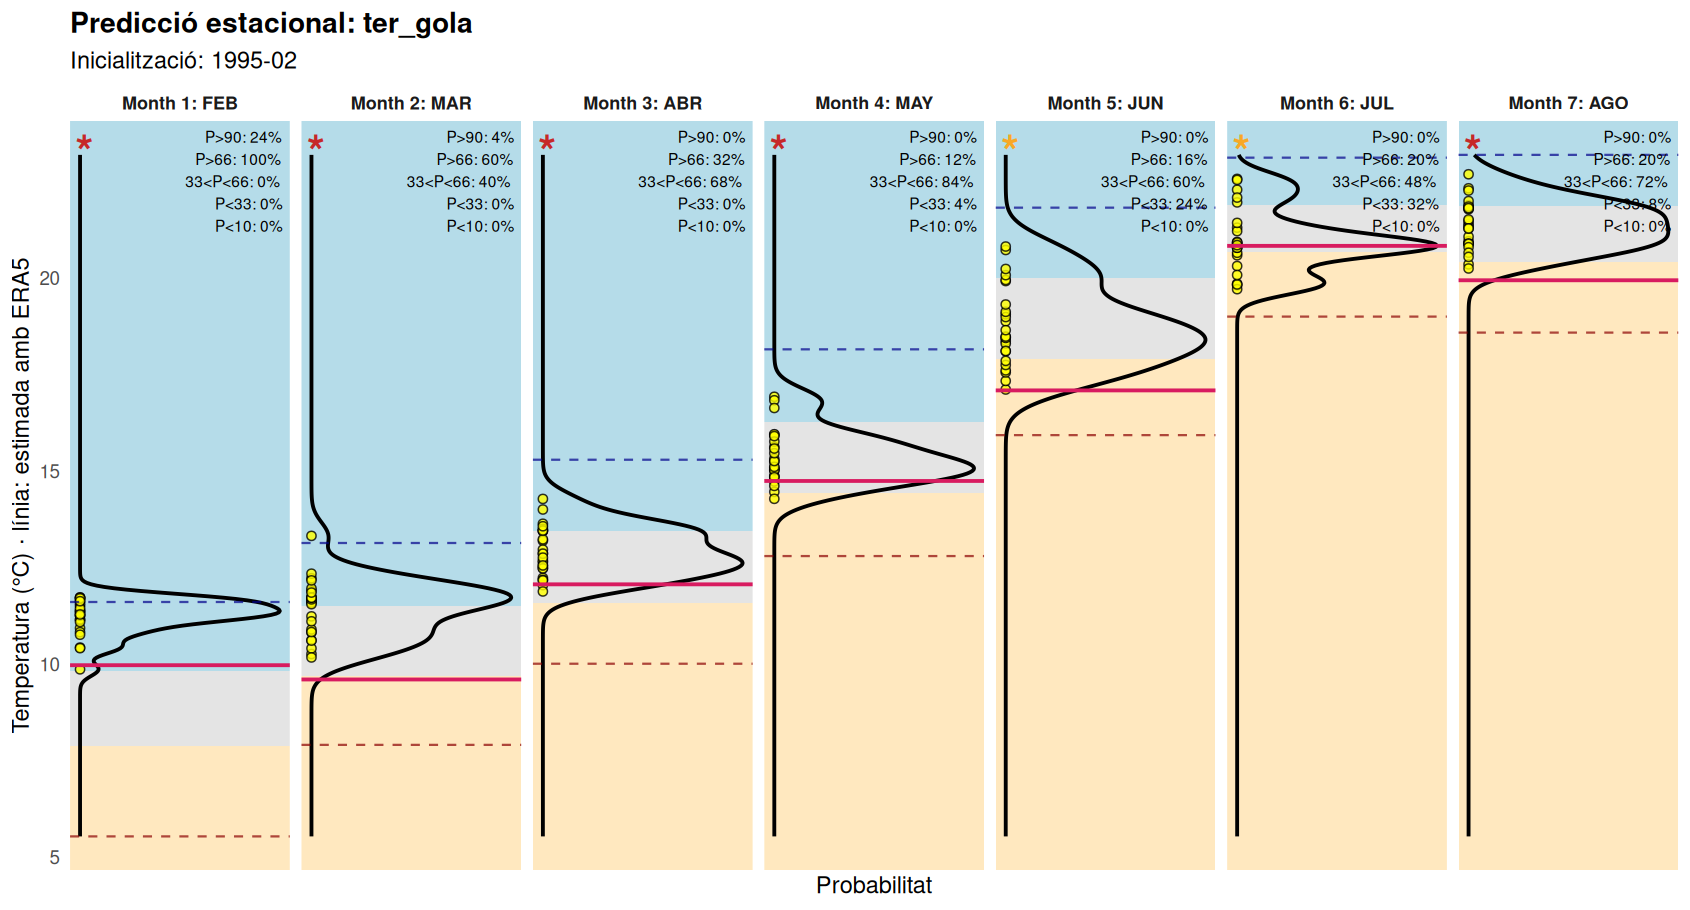 Predicció estacional: ter_gola
Inicialització: 1995-02
Month 1: FEB
Month 2: MAR
Month 3: ABR
Month 4: MAY
Month 5: JUN
Month 6: JUL
Month 7: AGO
*
P>90: 24%
P>66: 100%
33<P<66: 0%
P<33: 0%
P<10: 0%
*
P>90: 4%
P>66: 60%
33<P<66: 40%
P<33: 0%
P<10: 0%
*
P>90: 0%
P>66: 32%
33<P<66: 68%
P<33: 0%
P<10: 0%
*
P>90: 0%
P>66: 12%
33<P<66: 84%
P<33: 4%
P<10: 0%
*
P>90: 0%
P>66: 16%
33<P<66: 60%
P<33: 24%
P<10: 0%
*
P>90: 0%
P>66: 20%
33<P<66: 48%
P<33: 32%
P<10: 0%
*
P>90: 0%
P>66: 20%
33<P<66: 72%
P<33: 8%
P<10: 0%
Temperatura (°C) · línia: estimada amb ERA5
20
15
10
5
Probabilitat